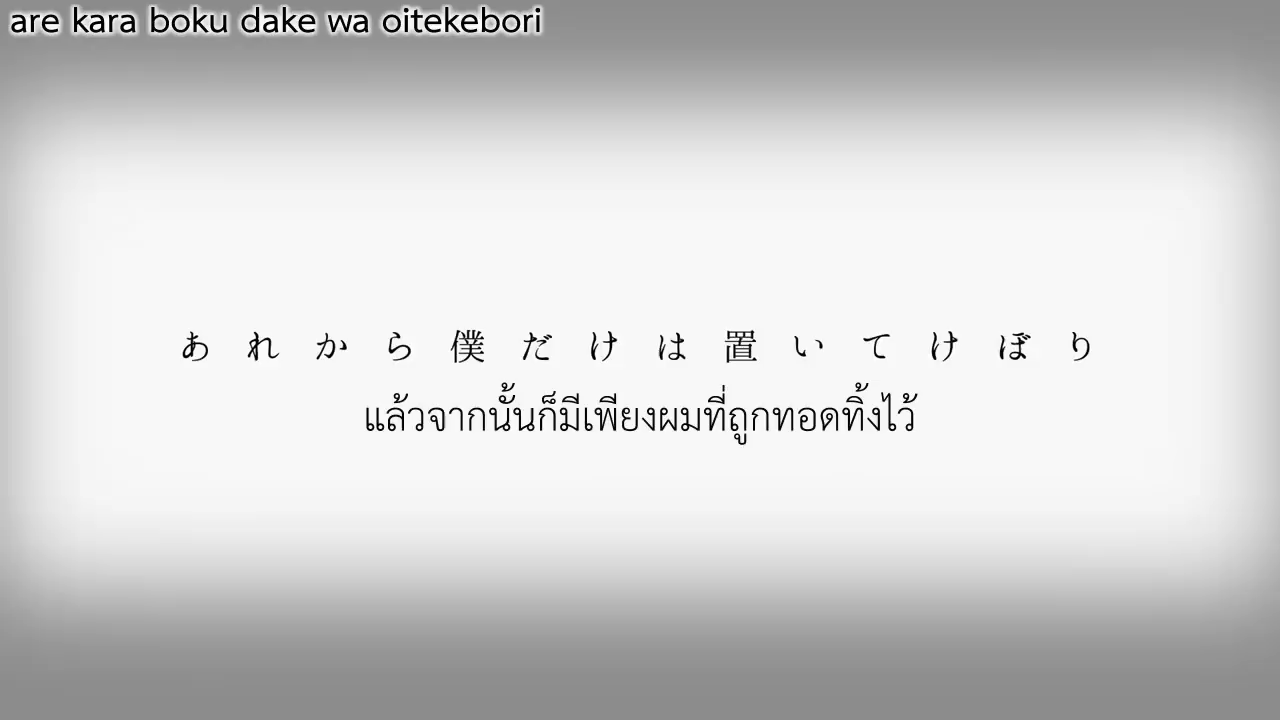 are kara boku dake wa oitekebori
あれから僕だけは置いてけぼり
แล้วจากนั้นก็มีเพียงผมที่ถูกทอดทิ้งไว้